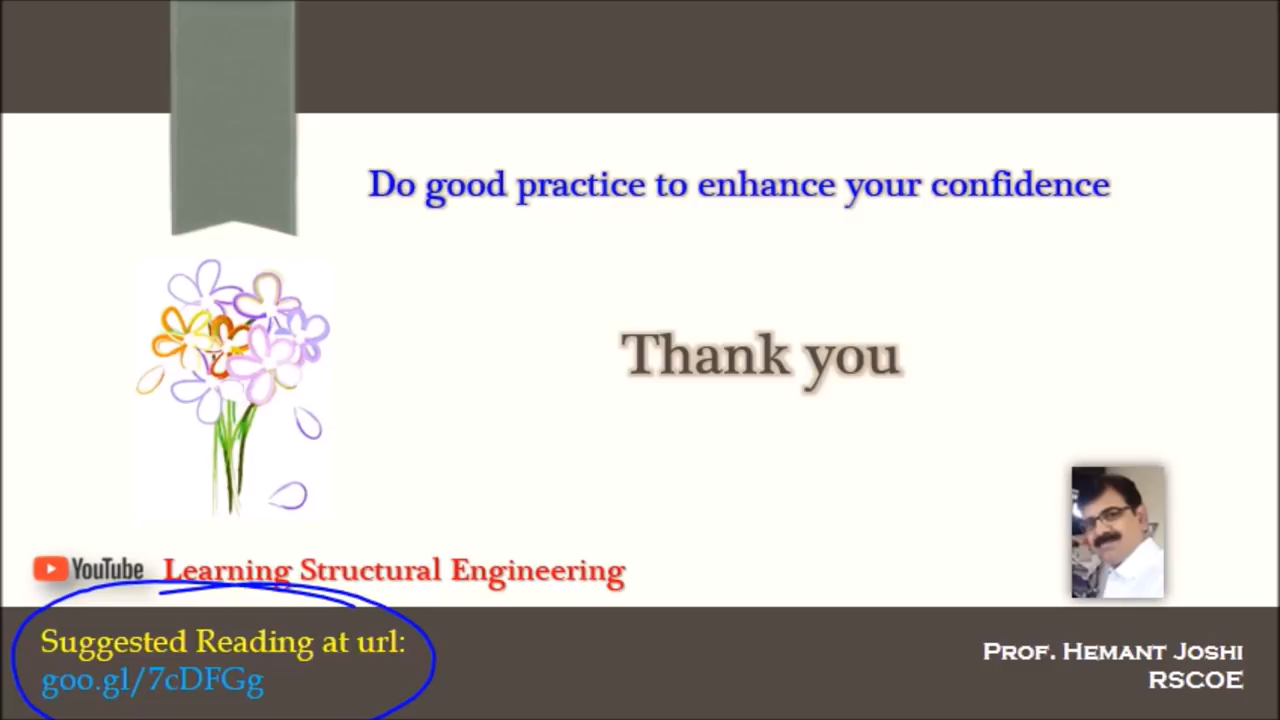 Do good practice to enhance your confidence
Thank you
YouTube Learning Structural Engineering
Suggested Reading at url:
goo.gl/7cDFGg
Prof. Hemant Joshi
RSCOE